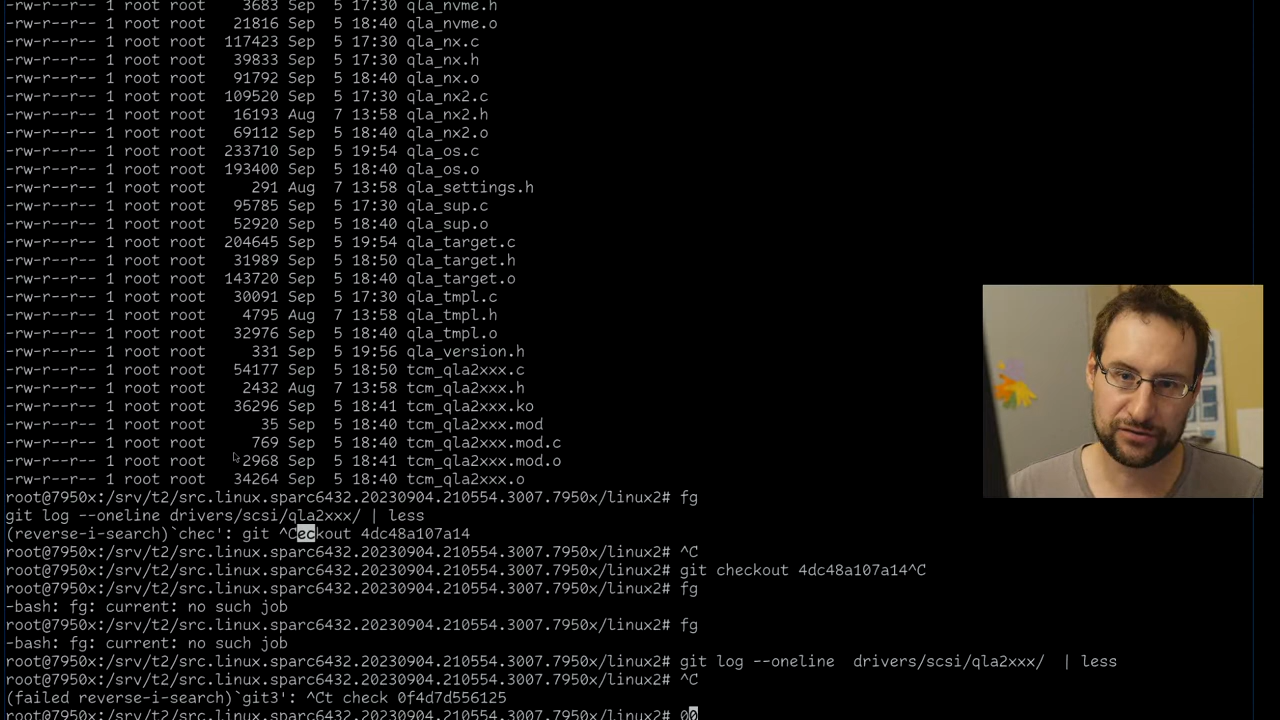 -rw-r--r-- 1 root root 3683 Sep 5 17:30 qla_nvme.h
-rw-r--r-- 1 root root 21816 Sep 5 18:40 qla_nvme.o
-rw-r--r-- 1 root root 117423 Sep 5 17:30 qla_nx.c
-rw-r--r-- 1 root root 39833 Sep 5 17:30 qla_nx.h
-rw-r--r-- 1 root root 91792 Sep 5 18:40 qla_nx.o
-rw-r--r-- 1 root root 109520 Sep 5 17:30 qla_nx2.c
-rw-r--r-- 1 root root 16193 Aug 7 13:58 qla_nx2.h
-rw-r--r-- 1 root root 69112 Sep 5 18:40 qla_nx2.o
-rw-r--r-- 1 root root 233710 Sep 5 19:54 qla_os.c
-rw-r--r-- 1 root root 193400 Sep 5 18:40 qla_os.o
-rw-r--r-- 1 root root 291 Aug 7 13:58 qla_settings.h
-rw-r--r-- 1 root root 95785 Sep 5 17:30 qla_sup.c
-rw-r--r-- 1 root root 52920 Sep 5 18:40 qla_sup.o
-rw-r--r-- 1 root root 204645 Sep 5 19:54 qla_target.c
-rw-r--r-- 1 root root 31989 Sep 5 18:50 qla_target.h
-rw-r--r-- 1 root root 143720 Sep 5 18:40 qla_target.o
-rw-r--r-- 1 root root 30091 Sep 5 17:30 qla_tmpl.c
-rw-r--r-- 1 root root 4795 Aug 7 13:58 qla_tmpl.h
-rw-r--r-- 1 root root 32976 Sep 5 18:40 qla_tmpl.o
-rw-r--r-- 1 root root 331 Sep 5 19:56 qla_version.h
-rw-r--r-- 1 root root 54177 Sep 5 18:50 tcm_qla2xxx.c
-rw-r--r-- 1 root root 2432 Aug 7 13:58 tcm_qla2xxx.h
-rw-r--r-- 1 root root 36296 Sep 5 18:41 tcm_qla2xxx.ko
-rw-r--r-- 1 root root 35 Sep 5 18:40 tcm_qla2xxx.mod
-rw-r--r-- 1 root root 769 Sep 5 18:40 tcm_qla2xxx.mod.c
-rw-r--r-- 1 root root 2968 Sep 5 18:41 tcm_qla2xxx.mod.o
-rw-r--r-- 1 root root 34264 Sep 5 18:40 tcm_qla2xxx.o
root@7950x:/srv/t2/src.linux.sparc6432.20230904.210554.3007.7950x/linux2# fg
git log --oneline drivers/scsi/qla2xxx/ | less
(reverse-i-search)`chec': git ^Ceckout 4dc48a107a14
root@7950x:/srv/t2/src.linux.sparc6432.20230904.210554.3007.7950x/linux2# ^C
root@7950x:/srv/t2/src.linux.sparc6432.20230904.210554.3007.7950x/linux2# git checkout 4dc48a107a14^C
root@7950x:/srv/t2/src.linux.sparc6432.20230904.210554.3007.7950x/linux2# fg
-bash: fg: current: no such job
root@7950x:/srv/t2/src.linux.sparc6432.20230904.210554.3007.7950x/linux2# fg
-bash: fg: current: no such job
root@7950x:/srv/t2/src.linux.sparc6432.20230904.210554.3007.7950x/linux2# git log --oneline  drivers/scsi/qla2xxx/  | less
root@7950x:/srv/t2/src.linux.sparc6432.20230904.210554.3007.7950x/linux2# ^C
(failed reverse-i-search)`git3': ^Ct check 0f4d7d556125
root@7950x:/srv/t2/src.linux.sparc6432.20230904.210554.3007.7950x/linux2# 00